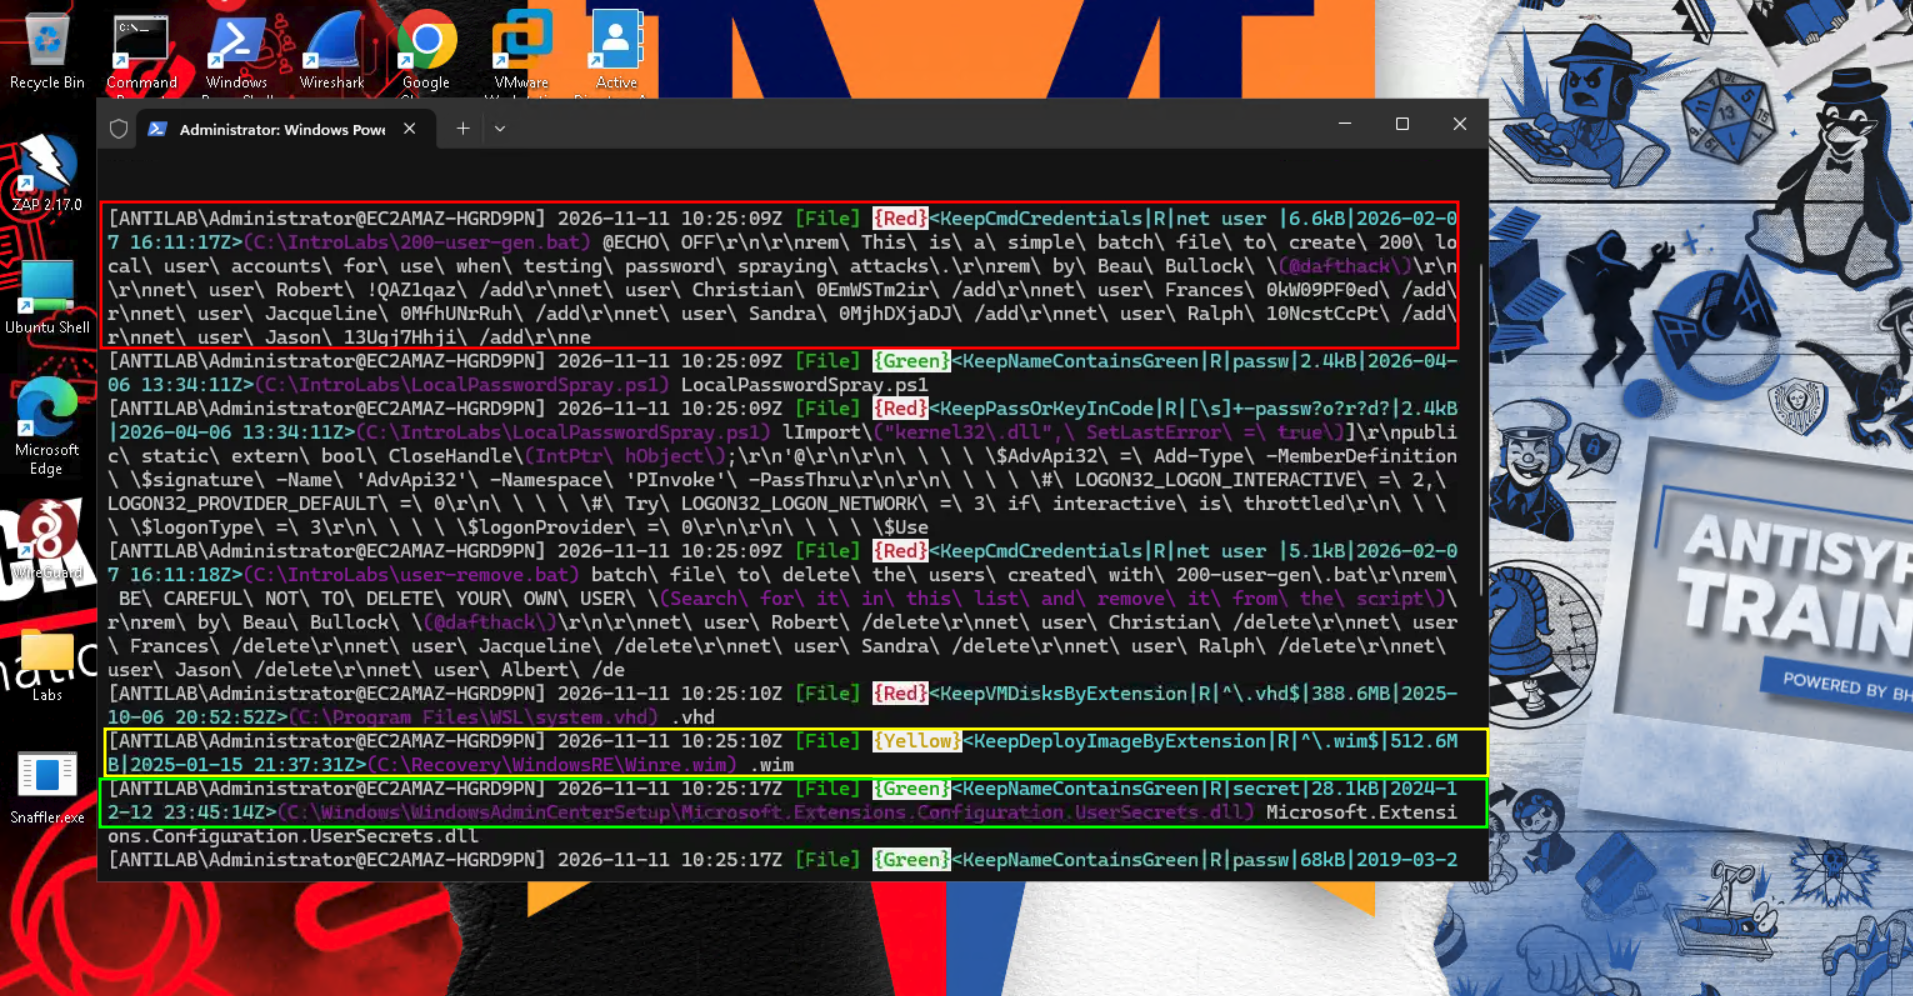 Recycle Bin
Command
Windows
Wireshark
Google
VMware
Active
ZAP 2.17.0
Ubuntu Shell
Microsoft
Edge
WireGuard
Labs
Snaffler.exe
Administrator: Windows Powe
[ANTILAB\Administrator@EC2AMAZ-HGRD9PN] 2026-11-11 10:25:09Z [File] {Red}<KeepCmdCredentials|R|net user |6.6kB|2026-02-0
7 16:11:17Z>(C:\IntroLabs\200-user-gen.bat) @ECHO\ OFF\r\n\r\nrem\ This\ is\ a\ simple\ batch\ file\ to\ create\ 200\ lo
cal\ user\ accounts\ for\ use\ when\ testing\ password\ spraying\ attacks\.\r\nrem\ by\ Beau\ Bullock\ \(@dafthack\)\r\n
\r\nnet\ user\ Robert\ !QAZ1qaz\ /add\r\nnet\ user\ Christian\ 0EmWSTm2ir\ /add\r\nnet\ user\ Frances\ 0kW09PF0ed\ /add\
r\nnet\ user\ Jacqueline\ 0MfhUNrRuh\ /add\r\nnet\ user\ Sandra\ 0MjhDXjaDJ\ /add\r\nnet\ user\ Ralph\ 10NcstCcPt\ /add\
r\nnet\ user\ Jason\ 13Ugj7Hhji\ /add\r\nne
[ANTILAB\Administrator@EC2AMAZ-HGRD9PN] 2026-11-11 10:25:09Z [File] {Green}<KeepNameContainsGreen|R|passw|2.4kB|2026-04-
06 13:34:11Z>(C:\IntroLabs\LocalPasswordSpray.ps1) LocalPasswordSpray.ps1
[ANTILAB\Administrator@EC2AMAZ-HGRD9PN] 2026-11-11 10:25:09Z [File] {Red}<KeepPassOrKeyInCode|R|[\s]+-passw?o?r?d?|2.4kB
|2026-04-06 13:34:11Z>(C:\IntroLabs\LocalPasswordSpray.ps1) lImport\("kernel32\.dll",\ SetLastError\ =\ true\)]\r\npubli
c\ static\ extern\ bool\ CloseHandle\(IntPtr\ hObject\);\r\n'@\r\n\r\n\ \ \ \ \$AdvApi32\ =\ Add-Type\ -MemberDefinition
\ \$signature\ -Name\ 'AdvApi32'\ -Namespace\ 'PInvoke'\ -PassThru\r\n\r\n\ \ \ \ \#\ LOGON32_LOGON_INTERACTIVE\ =\ 2,\
LOGON32_PROVIDER_DEFAULT\ =\ 0\r\n\ \ \ \ \#\ Try\ LOGON32_LOGON_NETWORK\ =\ 3\ if\ interactive\ is\ throttled\r\n\ \ \
\ \$logonType\ =\ 3\r\n\ \ \ \ \$logonProvider\ =\ 0\r\n\r\n\ \ \ \ \$Use
[ANTILAB\Administrator@EC2AMAZ-HGRD9PN] 2026-11-11 10:25:09Z [File] {Red}<KeepCmdCredentials|R|net user |5.1kB|2026-02-0
7 16:11:18Z>(C:\IntroLabs\user-remove.bat) batch\ file\ to\ delete\ the\ users\ created\ with\ 200-user-gen\.bat\r\nrem\
\ BE\ CAREFUL\ NOT\ TO\ DELETE\ YOUR\ OWN\ USER\ \(Search\ for\ it\ in\ this\ list\ and\ remove\ it\ from\ the\ script\)\
r\nrem\ by\ Beau\ Bullock\ \(@dafthack\)\r\n\r\nnet\ user\ Robert\ /delete\r\nnet\ user\ Christian\ /delete\r\nnet\ user
\ Frances\ /delete\r\nnet\ user\ Jacqueline\ /delete\r\nnet\ user\ Sandra\ /delete\r\nnet\ user\ Ralph\ /delete\r\nnet\
user\ Jason\ /delete\r\nnet\ user\ Albert\ /de
[ANTILAB\Administrator@EC2AMAZ-HGRD9PN] 2026-11-11 10:25:10Z [File] {Red}<KeepVMDisksByExtension|R|^\.vhd$|388.6MB|2025-
10-06 20:52:52Z>(C:\Program Files\WSL\system.vhd) .vhd
[ANTILAB\Administrator@EC2AMAZ-HGRD9PN] 2026-11-11 10:25:10Z [File] {Yellow}<KeepDeployImageByExtension|R|^\.wim$|512.6M
B|2025-01-15 21:37:31Z>(C:\Recovery\WindowsRE\Winre.wim) .wim
[ANTILAB\Administrator@EC2AMAZ-HGRD9PN] 2026-11-11 10:25:17Z [File] {Green}<KeepNameContainsGreen|R|secret|28.1kB|2024-1
2-12 23:45:14Z>(C:\Windows\WindowsAdminCenterSetup\Microsoft.Extensions.Configuration.UserSecrets.dll) Microsoft.Extensi
ons.Configuration.UserSecrets.dll
[ANTILAB\Administrator@EC2AMAZ-HGRD9PN] 2026-11-11 10:25:17Z [File] {Green}<KeepNameContainsGreen|R|passw|68kB|2019-03-2
ANTISY
TRAIN
POWERED BY BH